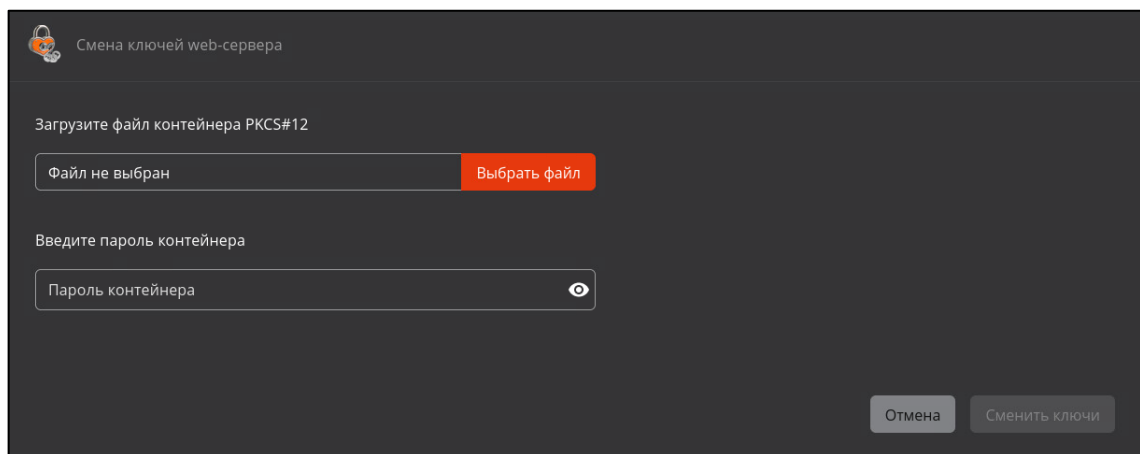 Смена ключей web-сервера
Загрузите файл контейнера PKCS#12
Файл не выбран
Выбрать файл
Введите пароль контейнера
Пароль контейнера
Отмена
Сменить ключи